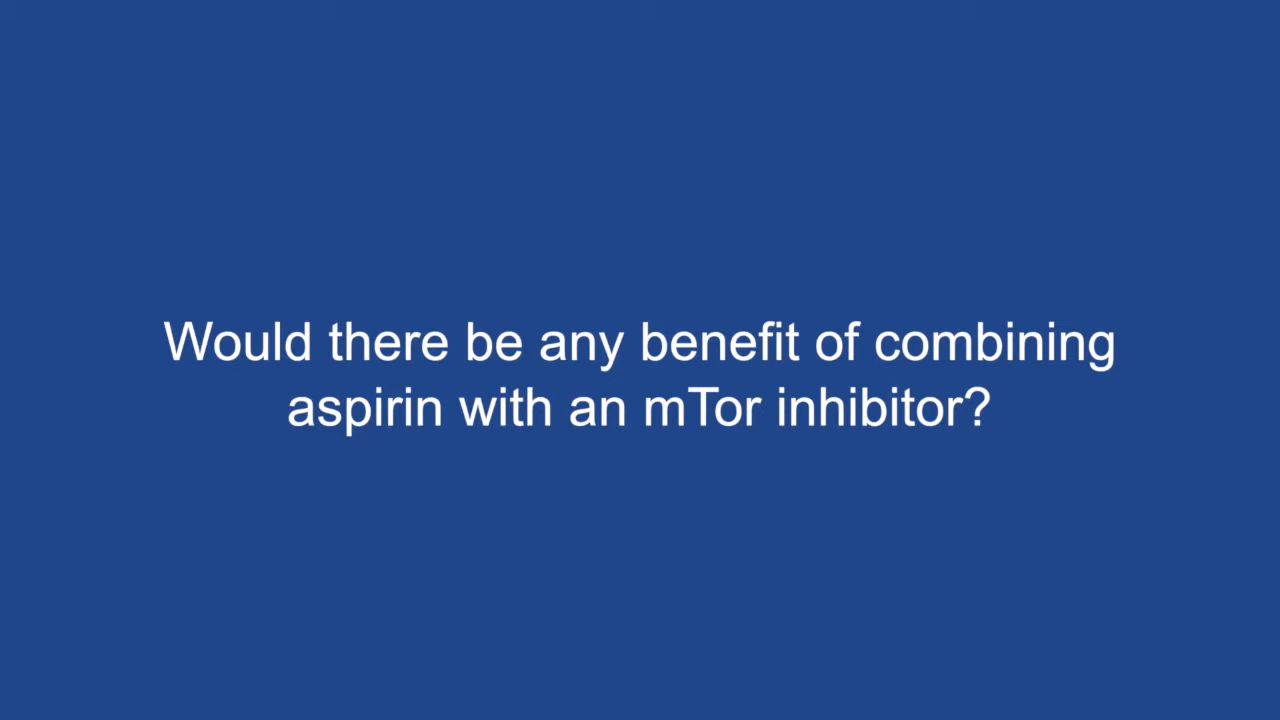 Would there be any benefit of combining
aspirin with an mTor inhibitor?